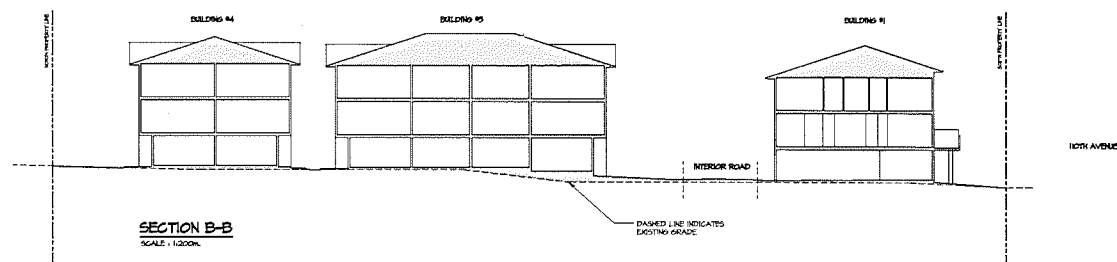 BUILDING #4
BUILDING #5
BUILDING #1
NORTH PROPERTY LINE
SOUTH PROPERTY LINE
110TH AVENUE
INTERIOR ROAD
DASHED LINE INDICATES
EXISTING GRADE
SECTION B-B
SCALE : 1:200m.